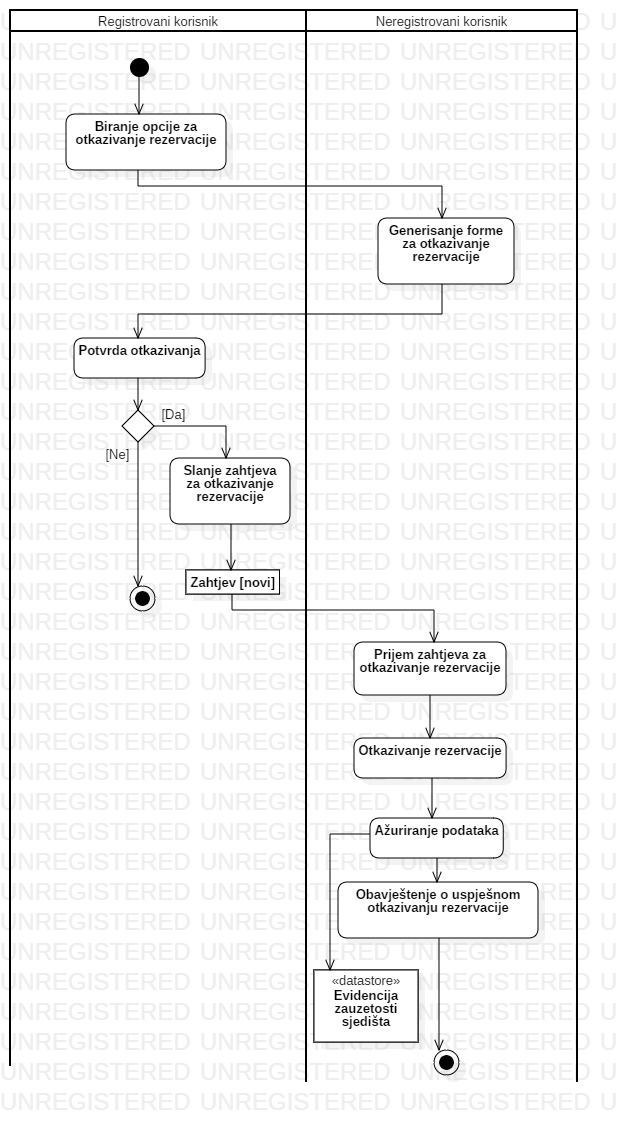 Registrovani korisnik
Neregistrovani korisnik
Biranje opcije za
otkazivanje rezervacije
Generisanje forme
za otkazivanje
rezervacije
Potvrda otkazivanja
[Da]
[Ne]
Slanje zahtjeva
za otkazivanje
rezervacije
Zahtjev [novi]
Prijem zahtjeva za
otkazivanje rezervacije
Otkazivanje rezervacije
Ažuriranje podataka
Obavještenje o uspješnom
otkazivanju rezervacije
«datastore»
Evidencija
zauzetosti
sjedišta
UNREGISTERED